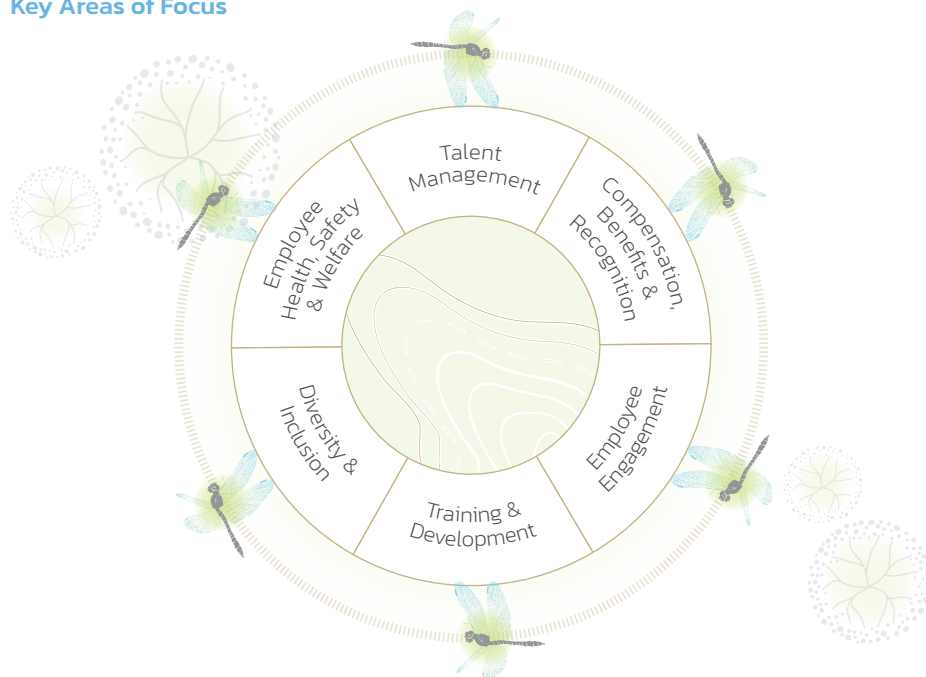 Key Areas of Focus
Talent
Management
Compensation,
Benefits &
Recognition
Employee
Engagement
Training &
Development
Diversity &
Inclusion
Employee
Health, Safety
& Welfare